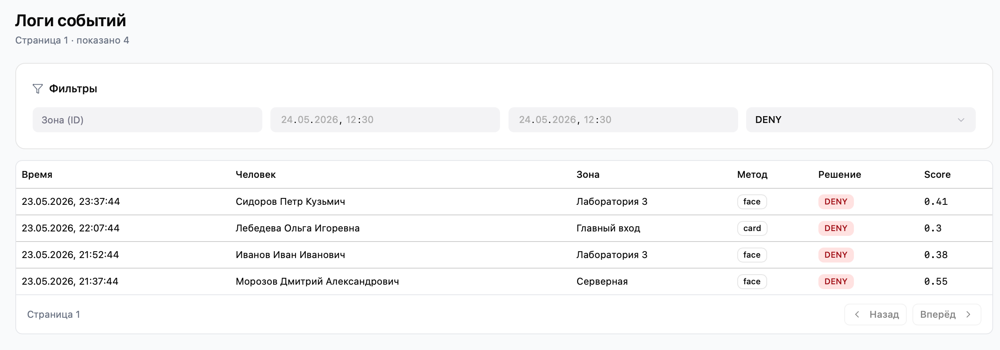 Логи событий
Страница 1 · показано 4
Фильтры
Зона (ID) 24.05.2026, 12:30 24.05.2026, 12:30 DENY
Время Человек Зона Метод Решение Score
23.05.2026, 23:37:44 Сидоров Петр Кузьмич Лаборатория 3 face DENY 0.41
23.05.2026, 22:07:44 Лебедева Ольга Игоревна Главный вход card DENY 0.3
23.05.2026, 21:52:44 Иванов Иван Иванович Лаборатория 3 face DENY 0.38
23.05.2026, 21:37:44 Морозов Дмитрий Александрович Серверная face DENY 0.55
Страница 1 Назад Вперёд